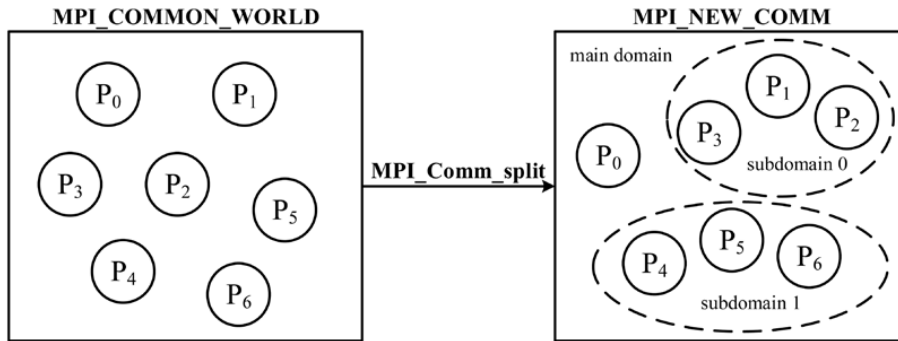 MPI_COMMON_WORLD
P0
P1
P3
P2
P5
P4
P6
MPI_Comm_split
MPI_NEW_COMM
main domain
P1
P2
P3
P0
subdomain 0
P5
P4
P6
subdomain 1